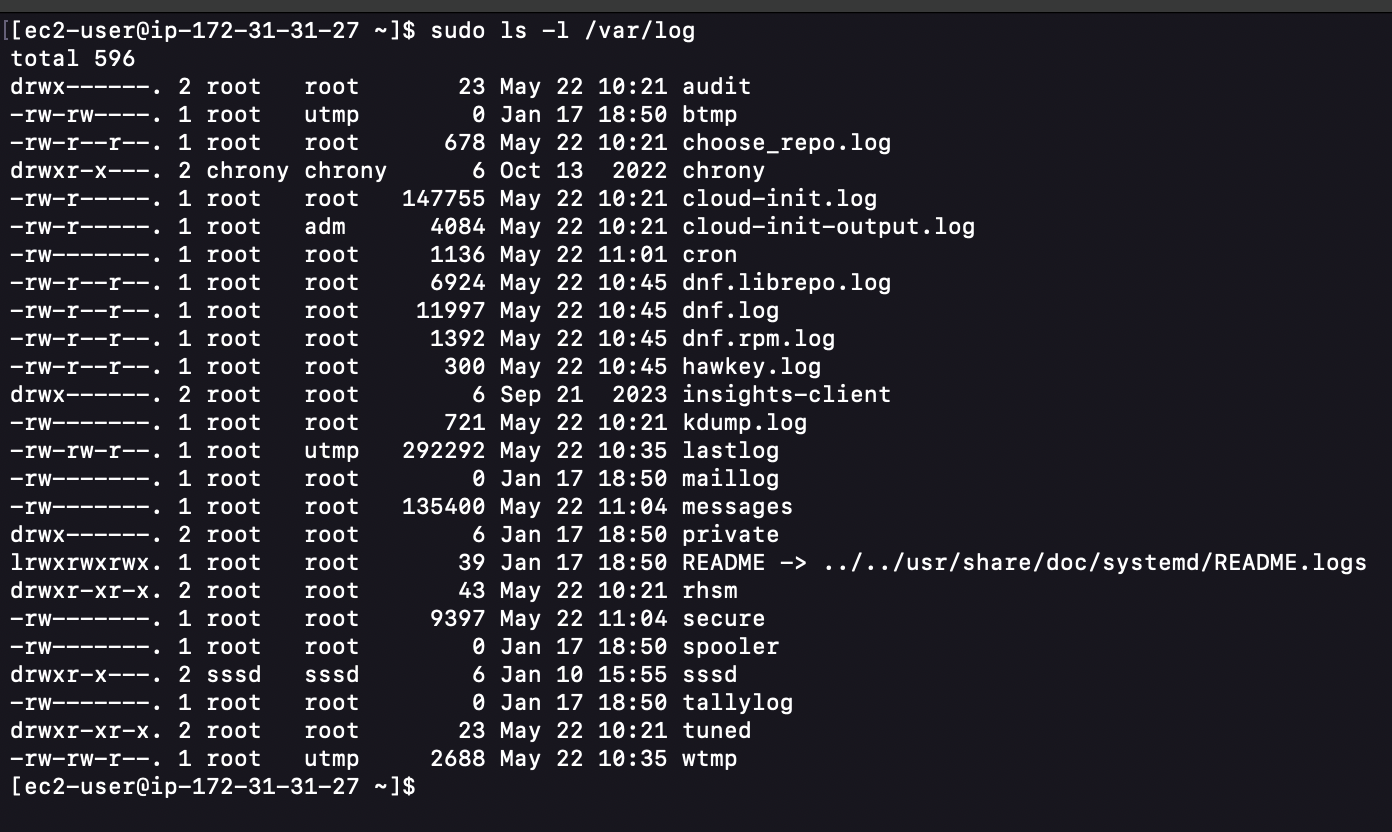 [[ec2-user@ip-172-31-31-27 ~]$ sudo ls -l /var/log
total 596
drwx------. 2 root   root       23 May 22 10:21 audit
-rw-rw----. 1 root   utmp        0 Jan 17 18:50 btmp
-rw-r--r--. 1 root   root      678 May 22 10:21 choose_repo.log
drwxr-x---. 2 chrony chrony      6 Oct 13  2022 chrony
-rw-r-----. 1 root   root   147755 May 22 10:21 cloud-init.log
-rw-r-----. 1 root   adm      4084 May 22 10:21 cloud-init-output.log
-rw-------. 1 root   root     1136 May 22 11:01 cron
-rw-r--r--. 1 root   root     6924 May 22 10:45 dnf.librepo.log
-rw-r--r--. 1 root   root    11997 May 22 10:45 dnf.log
-rw-r--r--. 1 root   root     1392 May 22 10:45 dnf.rpm.log
-rw-r--r--. 1 root   root      300 May 22 10:45 hawkey.log
drwx------. 2 root   root        6 Sep 21  2023 insights-client
-rw-------. 1 root   root      721 May 22 10:21 kdump.log
-rw-rw-r--. 1 root   utmp   292292 May 22 10:35 lastlog
-rw-------. 1 root   root        0 Jan 17 18:50 maillog
-rw-------. 1 root   root   135400 May 22 11:04 messages
drwx------. 2 root   root        6 Jan 17 18:50 private
lrwxrwxrwx. 1 root   root       39 Jan 17 18:50 README -> ../../usr/share/doc/systemd/README.logs
drwxr-xr-x. 2 root   root       43 May 22 10:21 rhsm
-rw-------. 1 root   root     9397 May 22 11:04 secure
-rw-------. 1 root   root        0 Jan 17 18:50 spooler
drwxr-x---. 2 sssd   sssd        6 Jan 10 15:55 sssd
-rw-------. 1 root   root        0 Jan 17 18:50 tallylog
drwxr-xr-x. 2 root   root       23 May 22 10:21 tuned
-rw-rw-r--. 1 root   utmp     2688 May 22 10:35 wtmp
[ec2-user@ip-172-31-31-27 ~]$